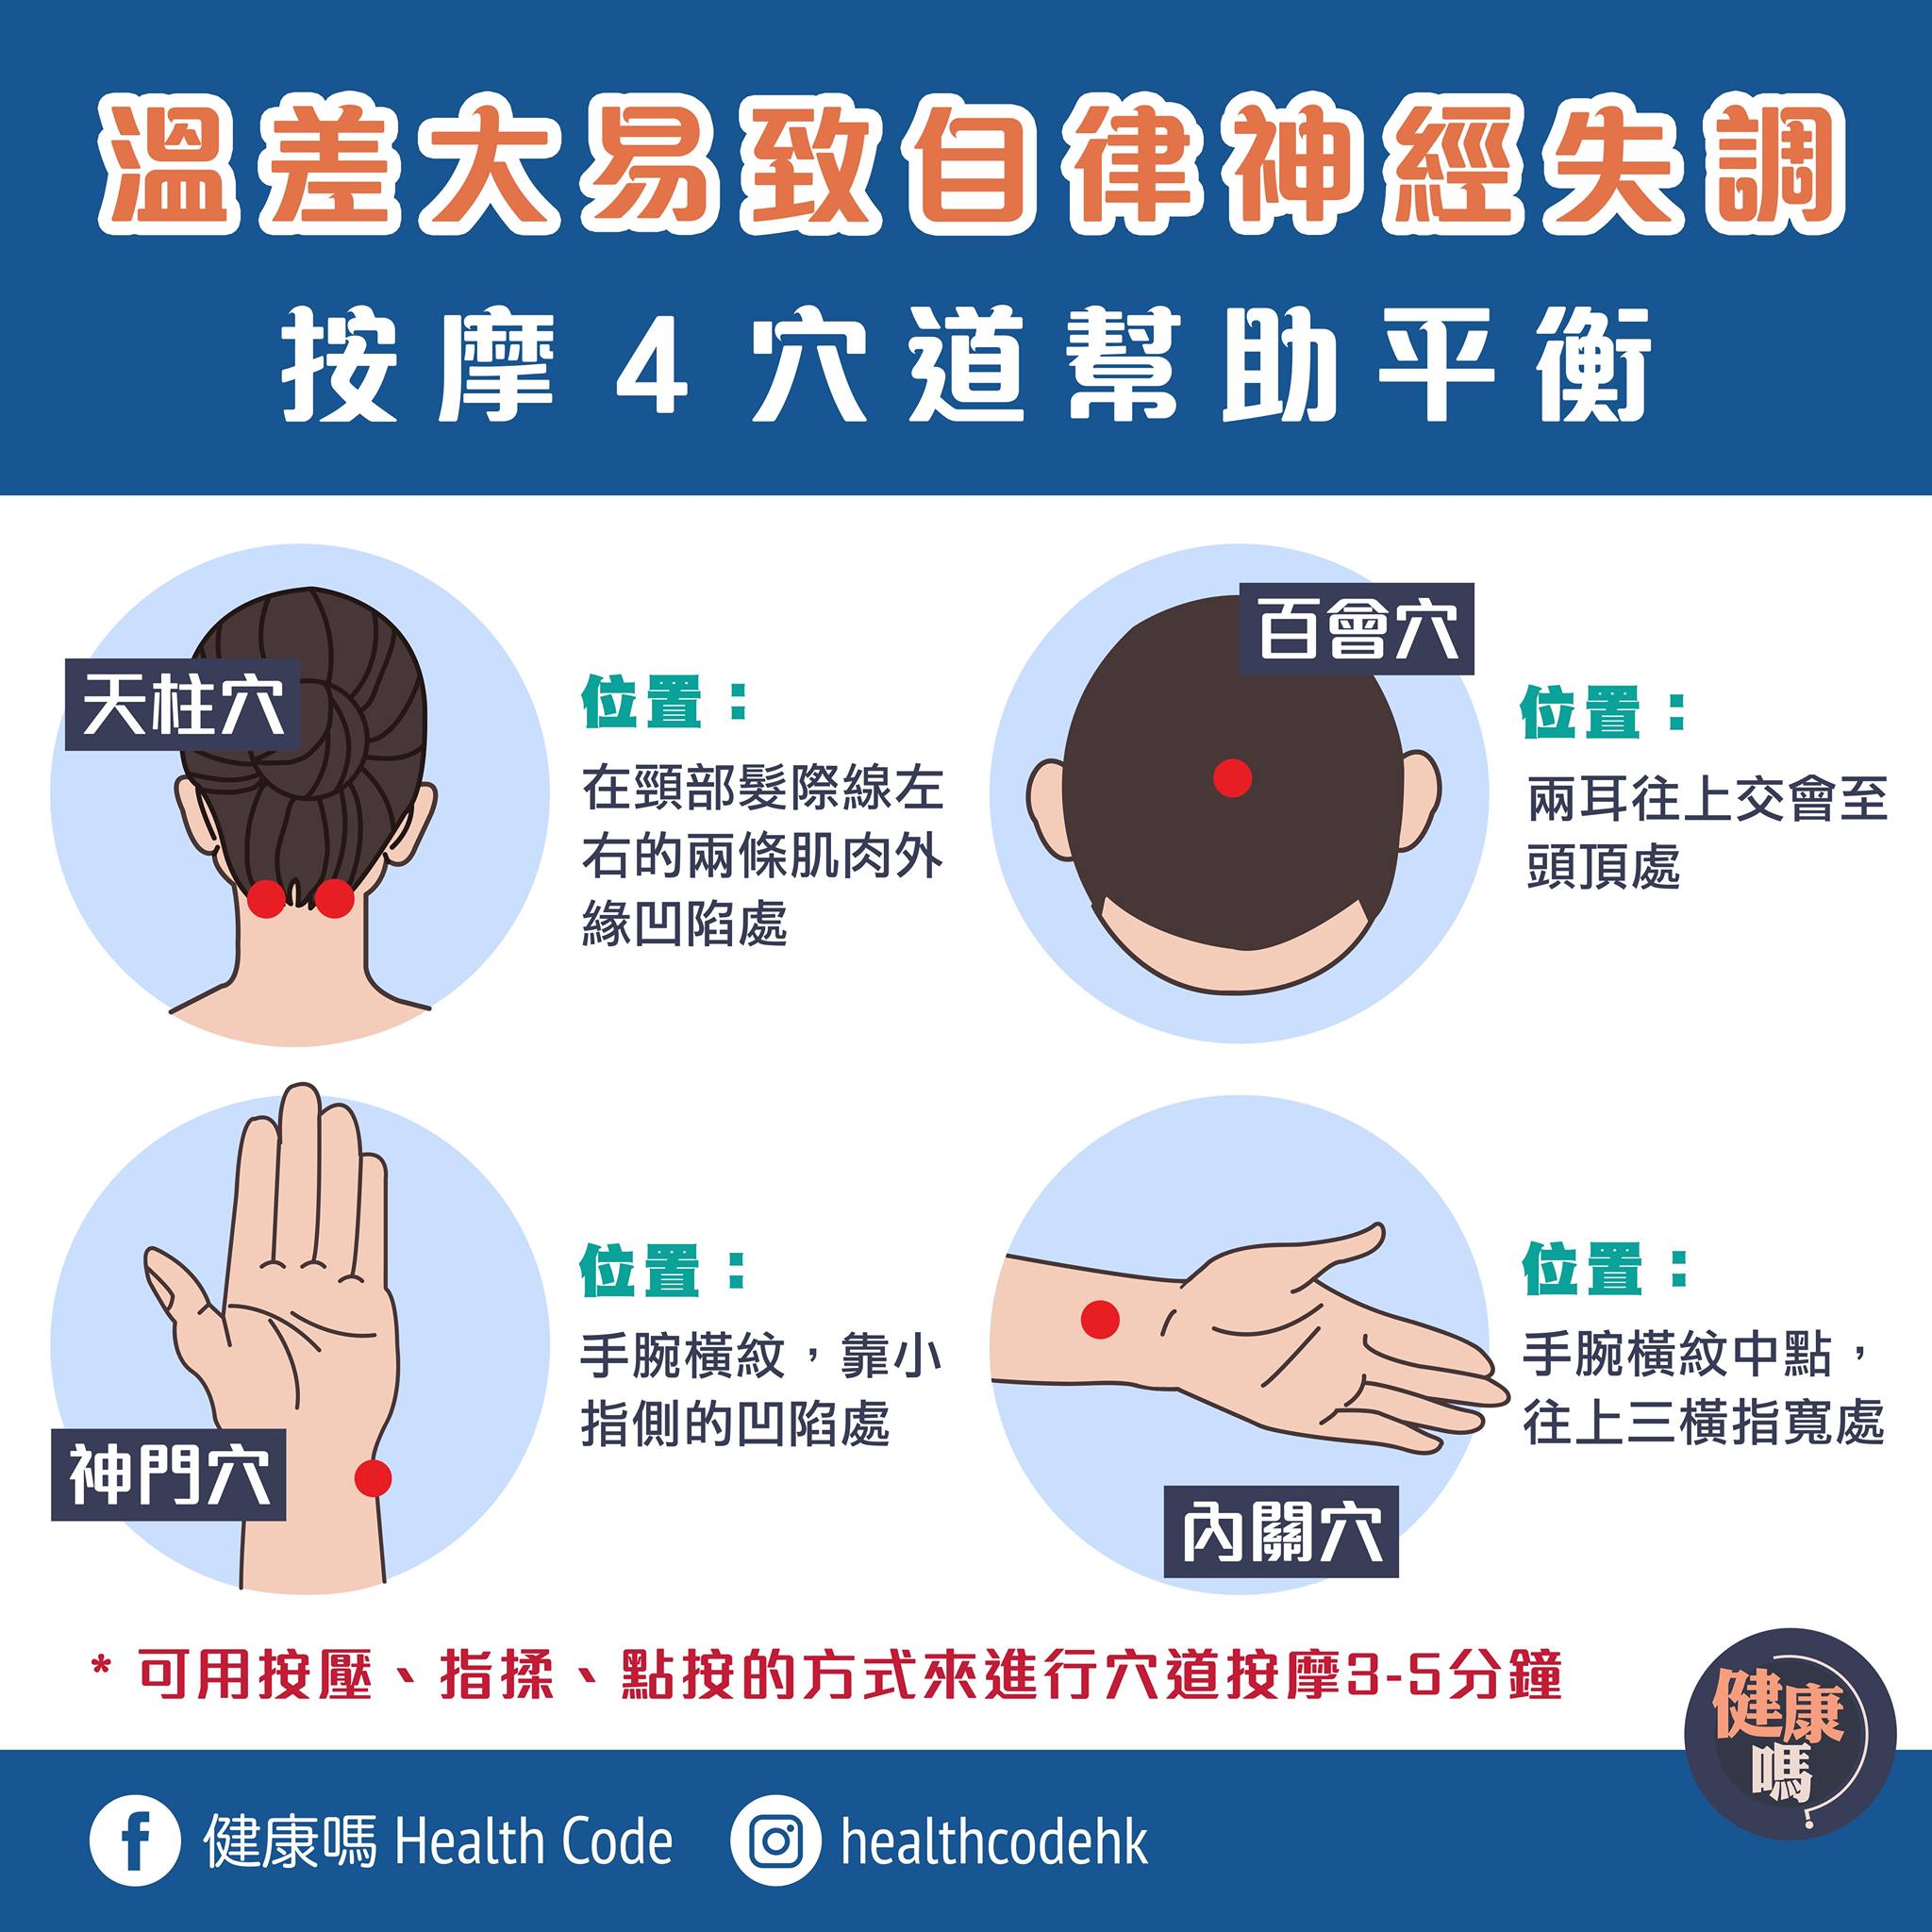 溫差太易致自律神經失調
按摩4穴道幫助平衡
天柱穴
位置：
在頸部髮際線左
右的兩條肌肉外
緣凹陷處
百會穴
位置：
兩耳往上交會至
頭頂處
神門穴
位置：
手腕橫紋，靠小
指側的凹陷處
內關穴
位置：
手腕橫紋中點，
往上三橫指寬處
* 可用按壓、指揉、點按的方式來進行穴道按摩3-5分鐘
健康
嗎
?
健康嗎 Health Code
healthcodehk